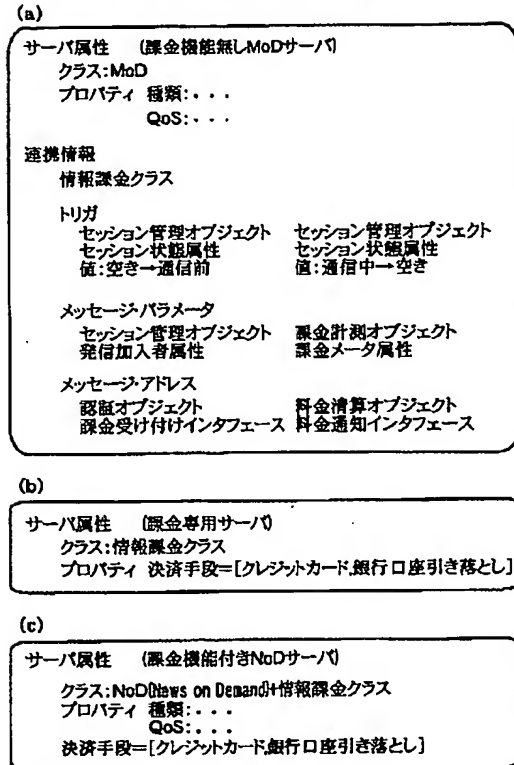 (a)
サーバ属性 (課金機能無しMoDサーバ)
クラス:MoD
プロパティ 種類:・・・
QoS:・・・
連携情報
情報課金クラス
トリガ
セッション管理オブジェクト セッション管理オブジェクト
セッション状態属性 セッション状態属性
値:空き→通信前 値:通信中→空き
メッセージ・パラメータ
セッション管理オブジェクト 課金計測オブジェクト
発信加入者属性 課金メータ属性
メッセージ・アドレス
認証オブジェクト 料金清算オブジェクト
課金受け付けインタフェース 料金通知インタフェース
(b)
サーバ属性 (課金専用サーバ)
クラス:情報課金クラス
プロパティ 決済手段=[クレジットカード,銀行口座引き落とし]
(c)
サーバ属性 (課金機能付きNoDサーバ)
クラス:NoD(News on Demand)+情報課金クラス
プロパティ 種類:・・・
QoS:・・・
決済手段=[クレジットカード,銀行口座引き落とし]